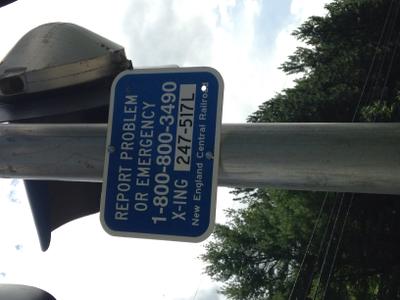 REPORT PROBLEM
OR EMERGENCY
1-800-800-3490
X-ING 247-517L
New England Central Railroad